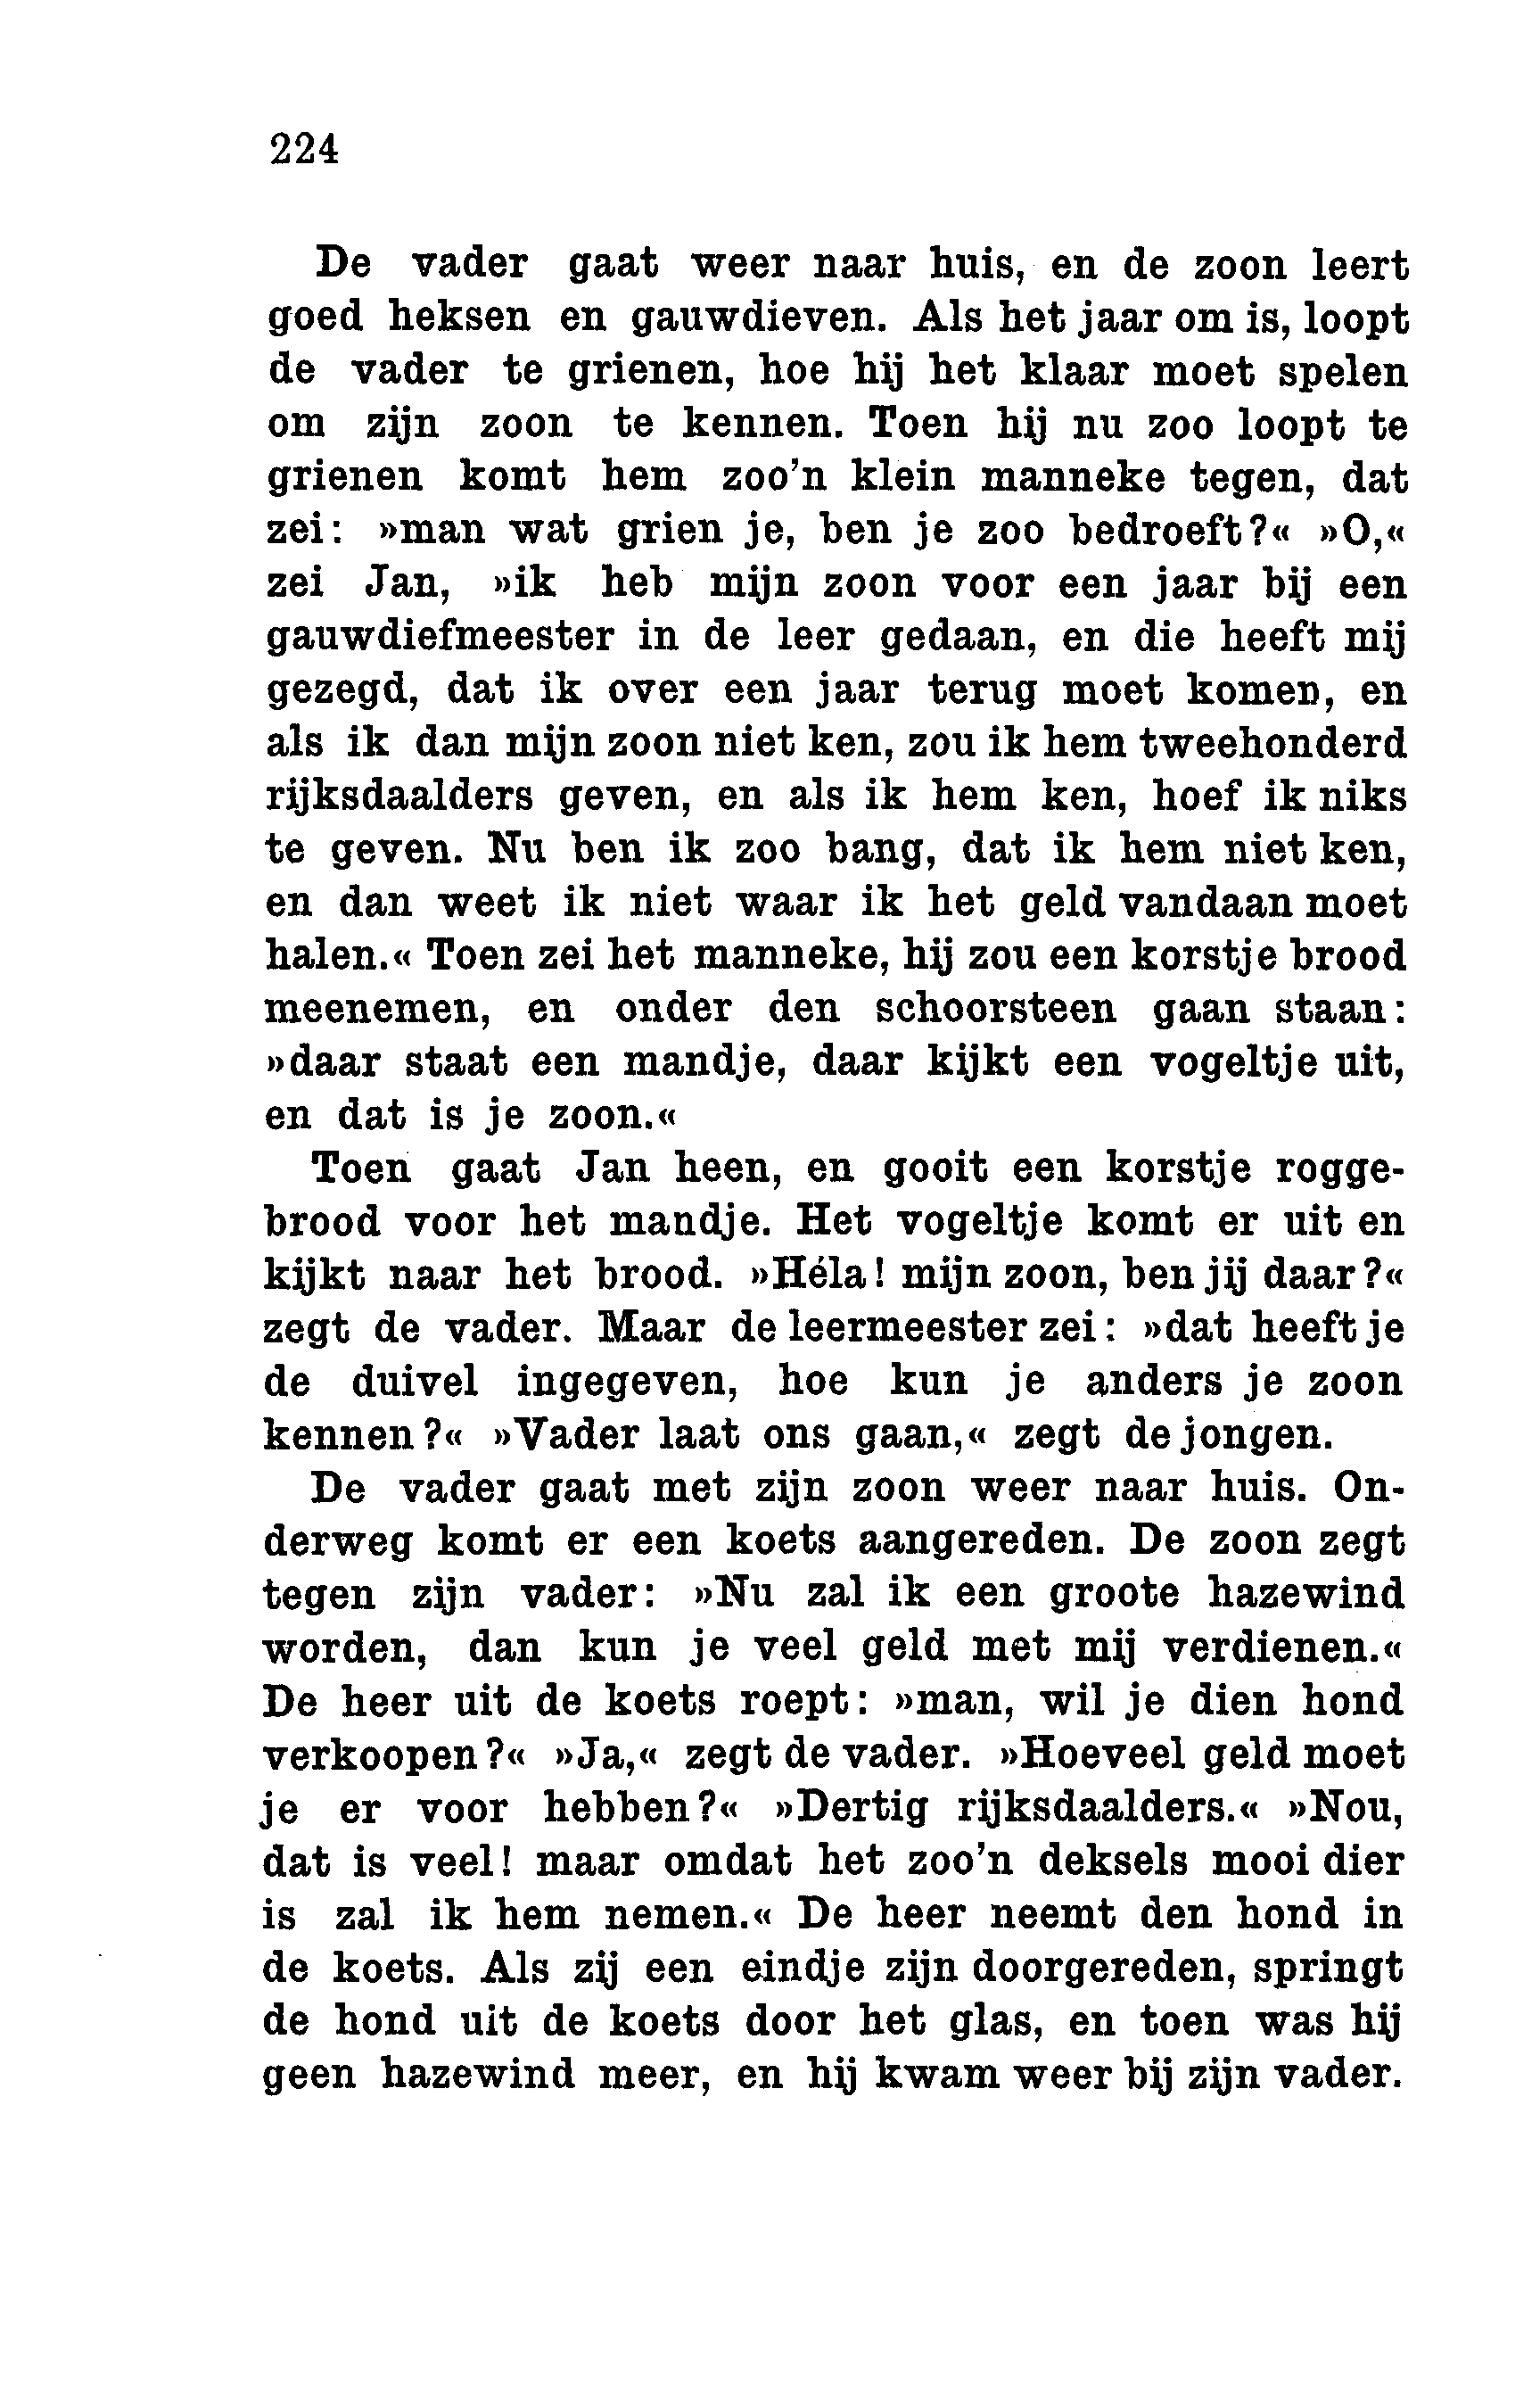 224
De vader gaat weer naar huis, en de zoon leert
goed heksen en gauwdieven. Als het jaar om is, loopt
de vader te grienen, hoe hij het klaar moet spelen
om zijn zoon te kennen. Toen hij nu zoo loopt te
grienen komt hem zoo'n klein manneke tegen, dat
zei: »man wat grien je, ben je zoo bedroeft?« »O,«
zei Jan, »ik heb mijn zoon voor een jaar bij een
gauwdiefmeester in de leer gedaan, en die heeft mij
gezegd, dat ik over een jaar terug moet komen, en
als ik dan mijn zoon niet ken, zou ik hem tweehonderd
rijksdaalders geven, en als ik hem ken, hoef ik niks
te geven. Nu ben ik zoo bang, dat ik hem niet ken,
en dan weet ik niet waar ik het geld vandaan moet
halen.« Toen zei het manneke, hij zou een korstje brood
meenemen, en onder den schoorsteen gaan staan:
»daar staat een mandje, daar kijkt een vogeltje uit,
en dat is je zoon.«
Toen gaat Jan heen, en gooit een korstje rogge-
brood voor het mandje. Het vogeltje komt er uit en
kijkt naar het brood. »Héla! mijn zoon, ben jij daar?«
zegt de vader. Maar de leermeester zei: »dat heeft je
de duivel ingegeven, hoe kun je anders je zoon
kennen?« »Vader laat ons gaan,« zegt de jongen.
De vader gaat met zijn zoon weer naar huis. On-
derweg komt er een koets aangereden. De zoon zegt
tegen zijn vader: »Nu zal ik een groote hazewind
worden, dan kun je veel geld met mij verdienen.«
De heer uit de koets roept: »man, wil je dien hond
verkoopen?« »Ja,« zegt de vader. »Hoeveel geld moet
je er voor hebben?« »Dertig rijksdaalders.« »Nou,
dat is veel! maar omdat het zoo'n deksels mooi dier
is zal ik hem nemen.« De heer neemt den hond in
de koets. Als zij een eindje zijn doorgereden, springt
de hond uit de koets door het glas, en toen was hij
geen hazewind meer, en hij kwam weer bij zijn vader.